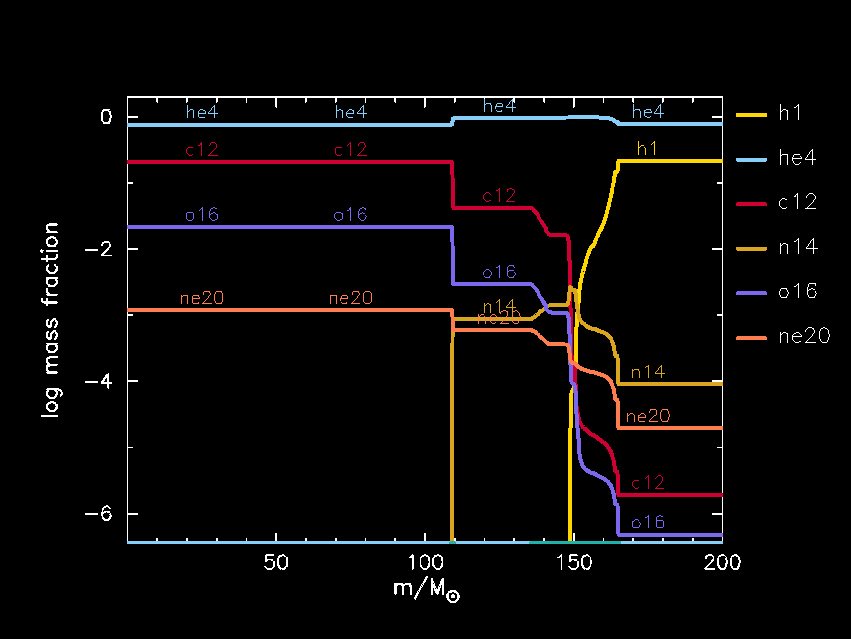 he4 he4 he4 he4
c12 c12 h1
c12
o16 o16
o16
ne20 ne20
n14
ne20
n14
ne20
c12
o16
0
−2
−4
−6
log mass fraction
50 100 150 200
m/M☉
h1
he4
c12
n14
o16
ne20